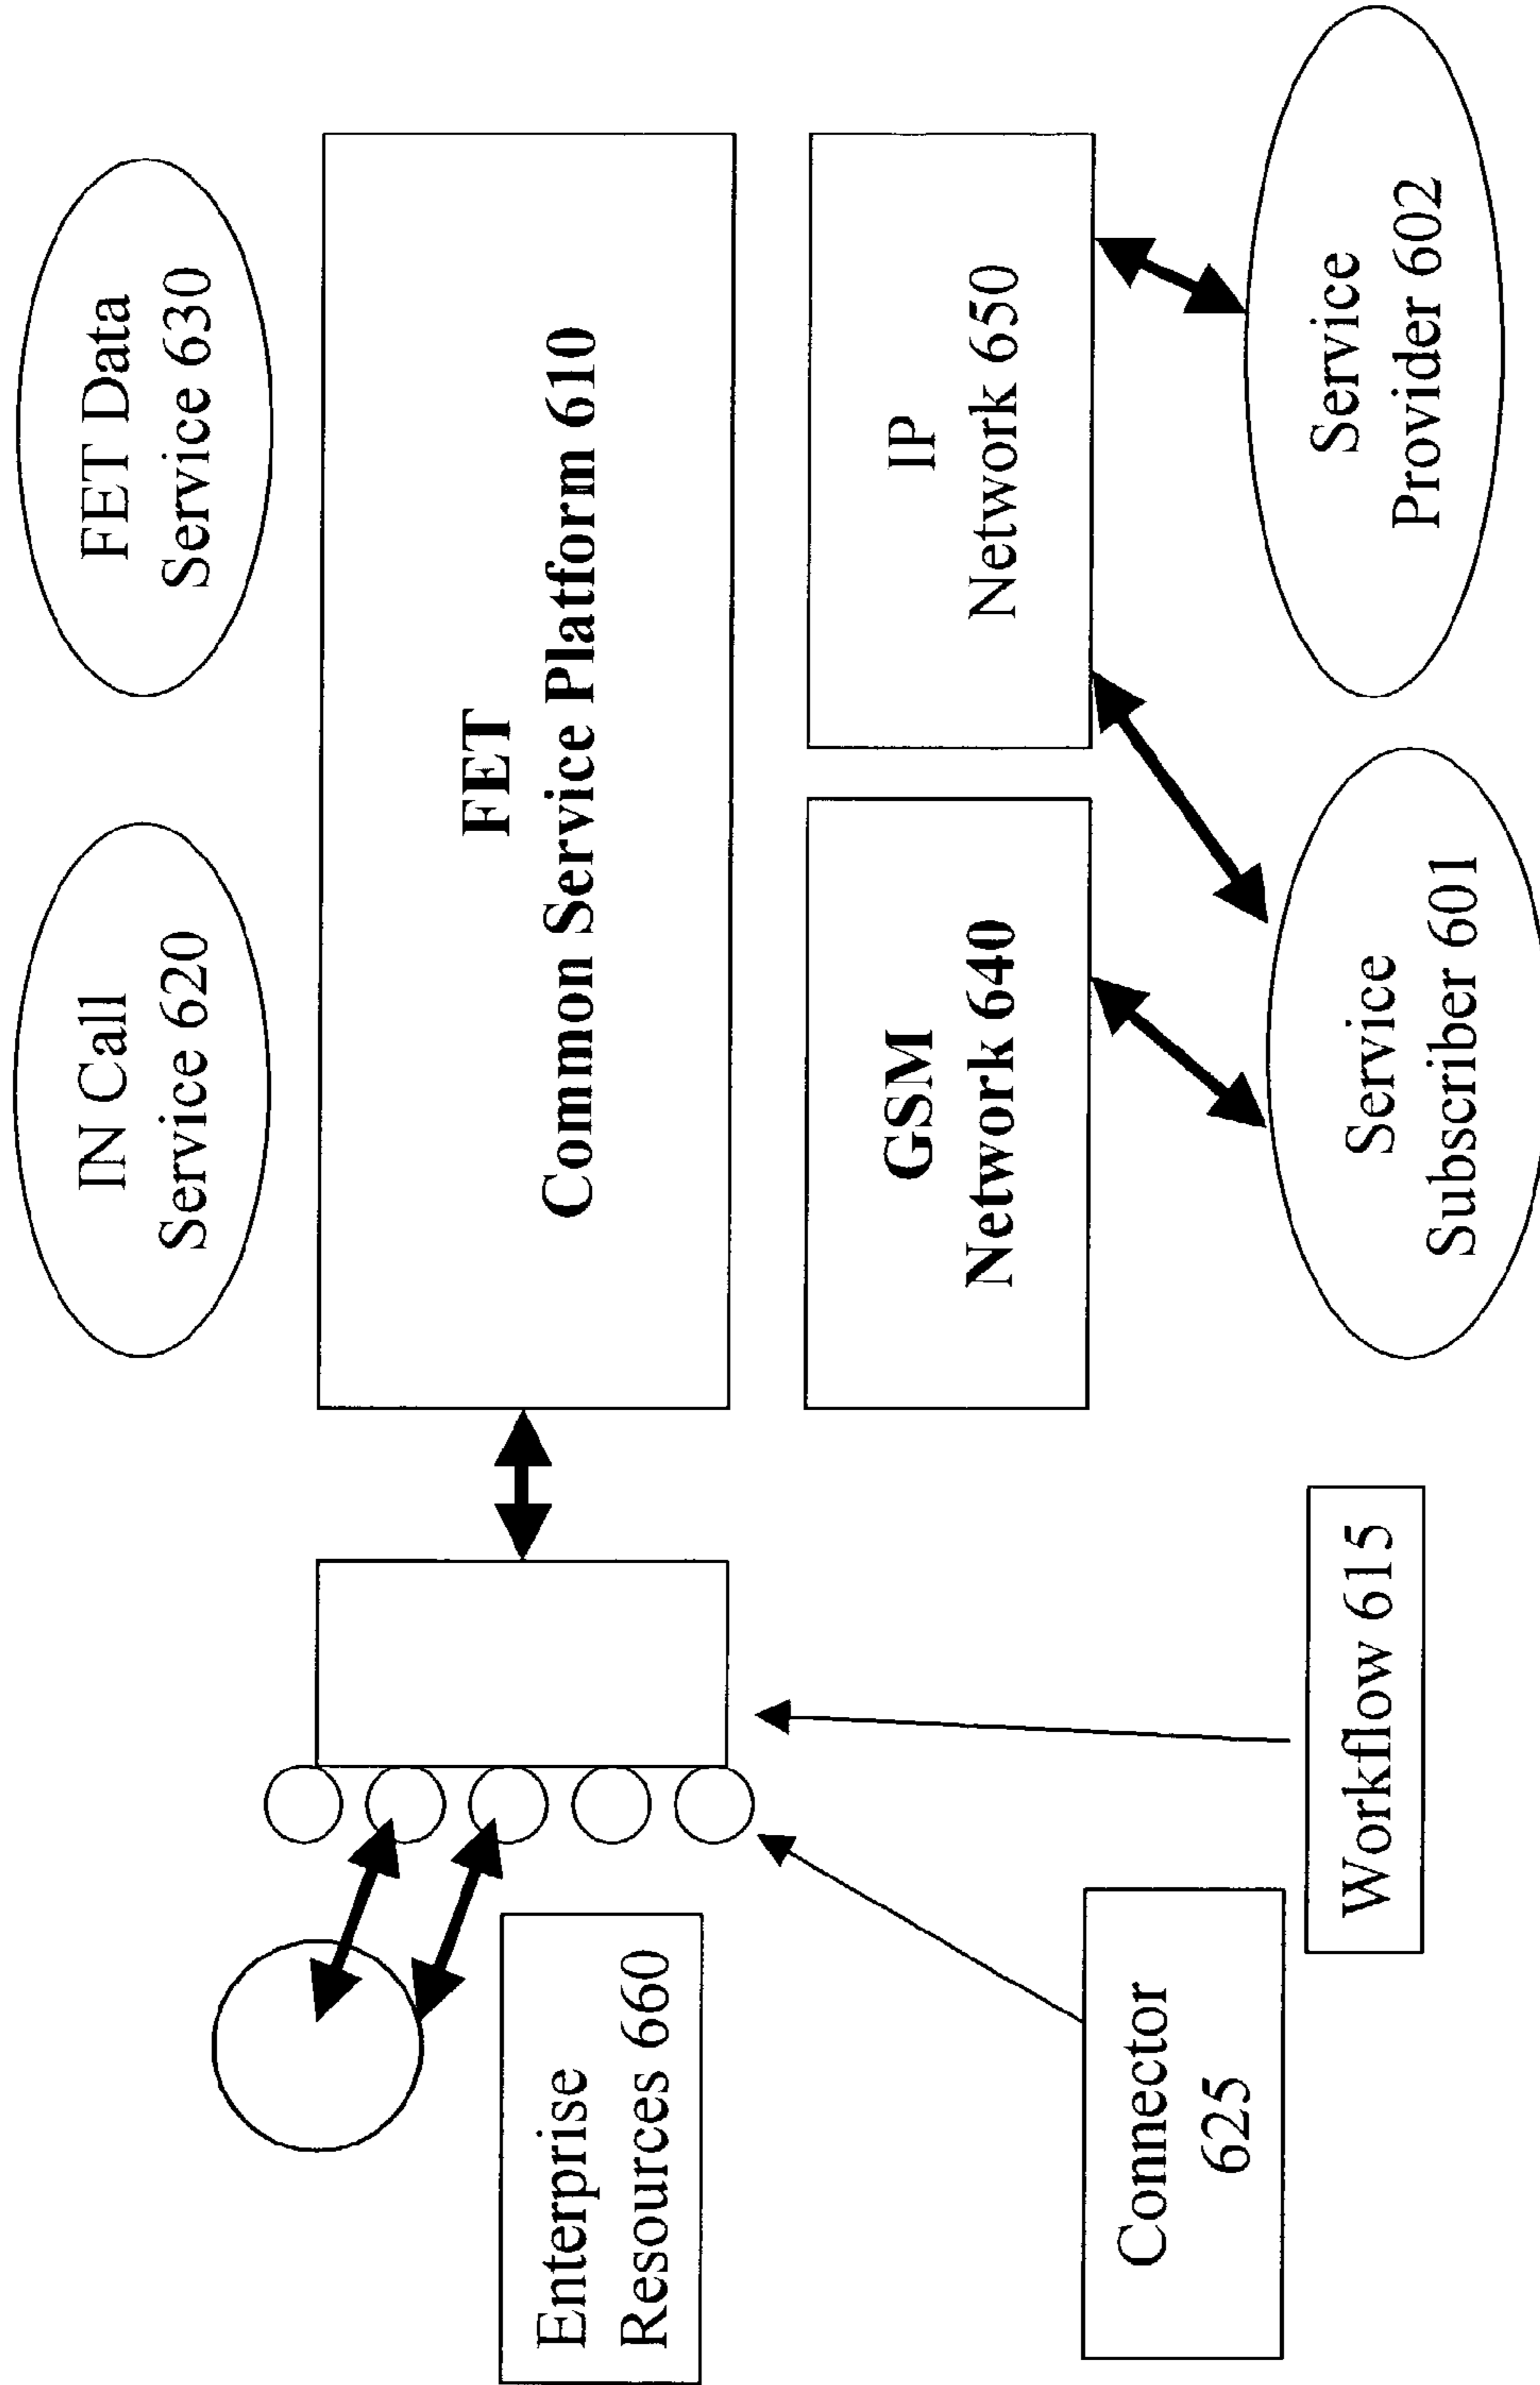 IN Call
Service 620
FET Data
Service 630
FET
Common Service Platform 610
Enterprise
Resources 660
GSM
Network 640
IP
Network 650
Connector
625
Workflow 615
Service
Subscriber 601
Service
Provider 602